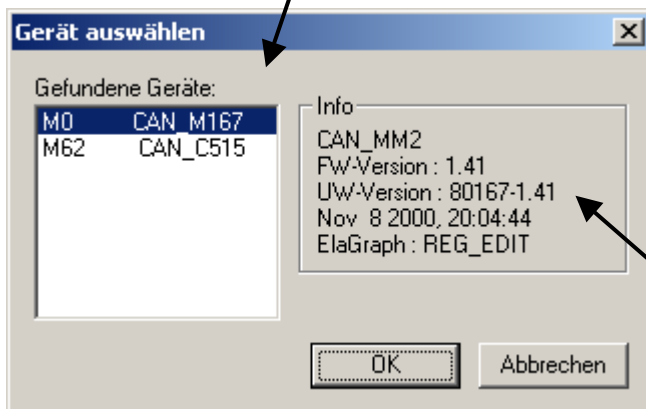 Gerät auswählen
Gefundene Geräte:
M0 CAN_M167
M62 CAN_C515
Info
CAN_MM2
FW-Version : 1.41
UW-Version : 80167-1.41
Nov 8 2000, 20:04:44
ElaGraph : REG_EDIT
OK
Abbrechen